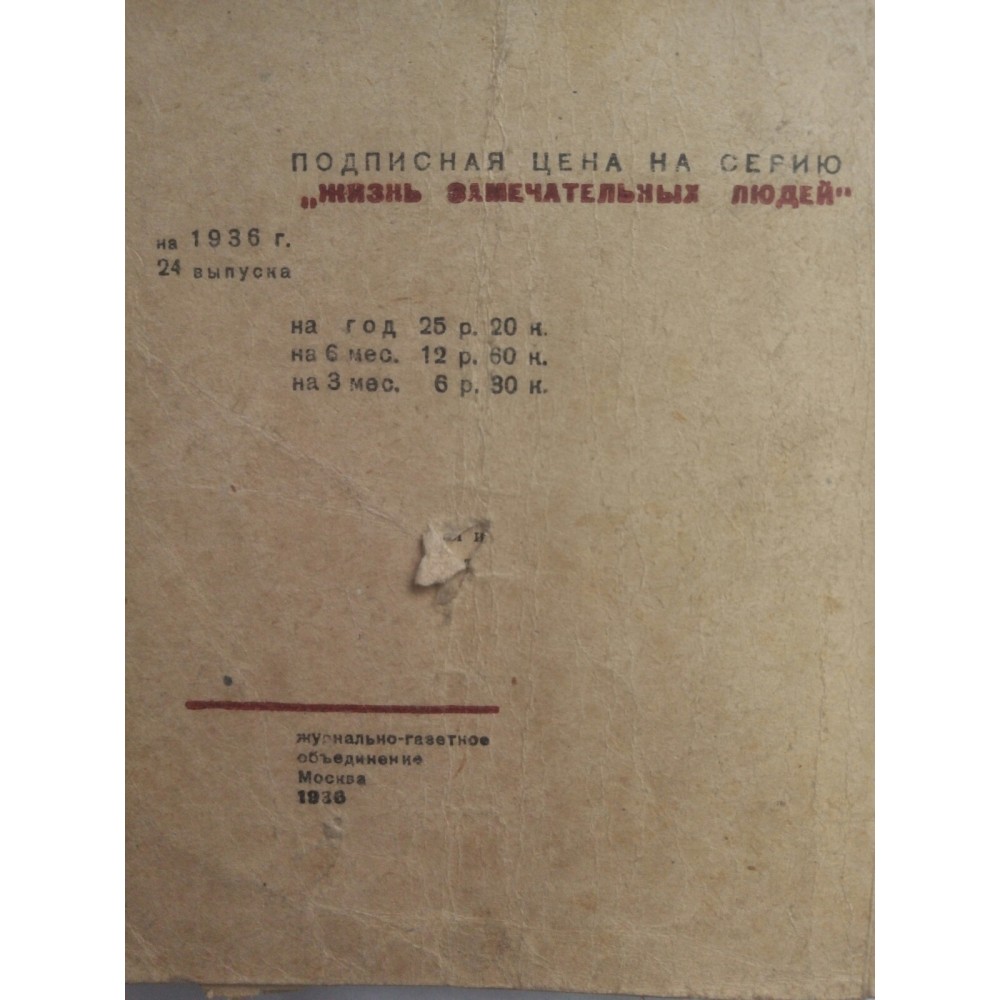 ПОДПИСНАЯ ЦЕНА НА СЕРИЮ
„ЖИЗНЬ ЗАМЕЧАТЕЛЬНЫХ ЛЮДЕЙ“
на 1936 г.
24 выпуска
на год 25 р. 20 к.
на 6 мес. 12 р. 60 к.
на 3 мес. 6 р. 30 к.
журнально-газетное
объединение
Москва
1936